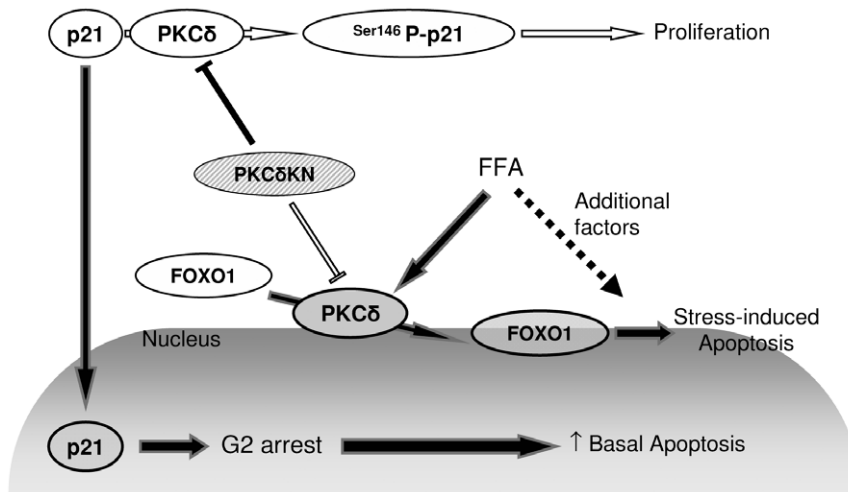 p21
PKCδ
Ser146 P-p21
Proliferation
PKCδKN
FFA
Additional
factors
FOXO1
PKCδ
Nucleus
FOXO1
Stress-induced
Apoptosis
p21
G2 arrest
↑ Basal Apoptosis